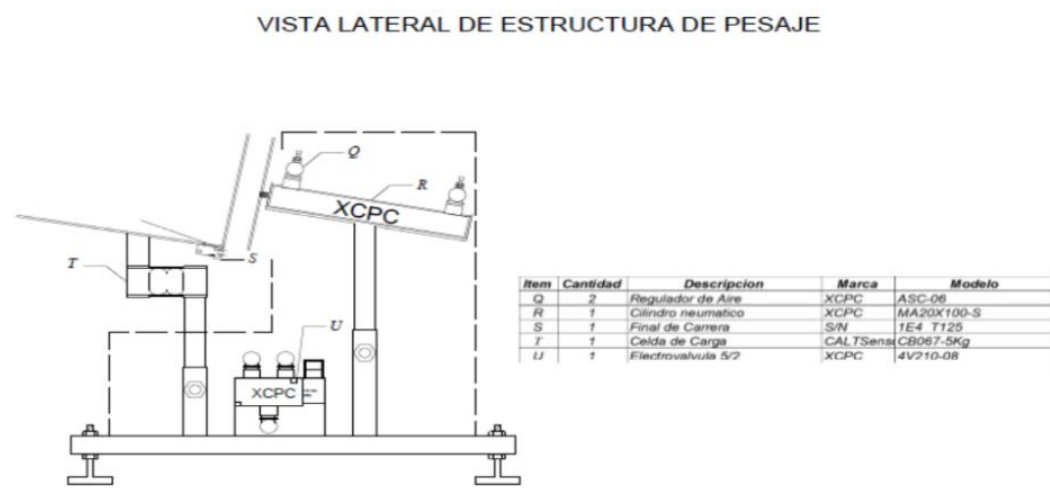 VISTA LATERAL DE ESTRUCTURA DE PESAJE
Q
R
XCPC
S
T
U
XCPC
Item Cantidad Descripcion Marca Modelo
Q 2 Regulador de Aire XCPC ASC-06
R 1 Cilindro neumatico XCPC MA20X100-S
S 1 Final de Carrera S/N 1E4 T125
T 1 Celda de Carga CALTSens CB067-5Kg
U 1 Electrovalvula 5/2 XCPC 4V210-08